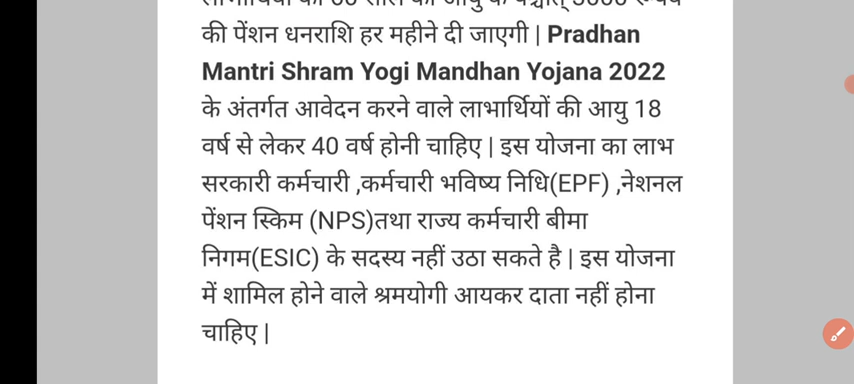 की पेंशन धनराशि हर महीने दी जाएगी | Pradhan
Mantri Shram Yogi Mandhan Yojana 2022
के अंतर्गत आवेदन करने वाले लाभार्थियों की आयु 18
वर्ष से लेकर 40 वर्ष होनी चाहिए | इस योजना का लाभ
सरकारी कर्मचारी ,कर्मचारी भविष्य निधि(EPF) ,नेशनल
पेंशन स्किम (NPS)तथा राज्य कर्मचारी बीमा
निगम(ESIC) के सदस्य नहीं उठा सकते है | इस योजना
में शामिल होने वाले श्रमयोगी आयकर दाता नहीं होना
चाहिए |